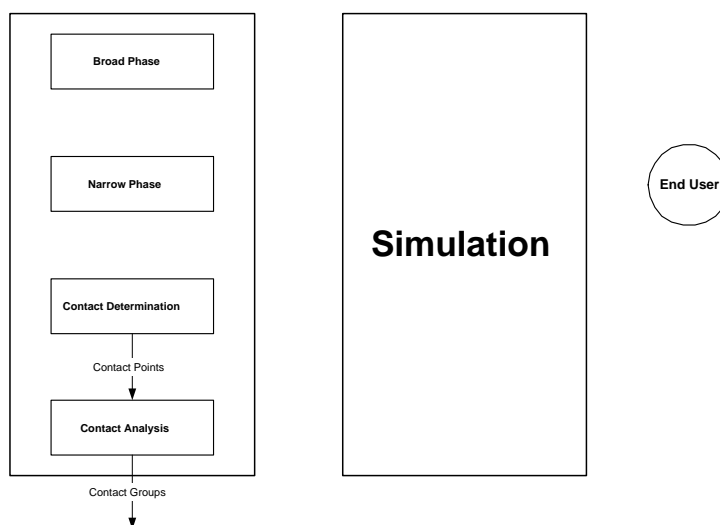 Broad Phase
Narrow Phase
Contact Determination
Contact Points
Contact Analysis
Contact Groups
Simulation
End User